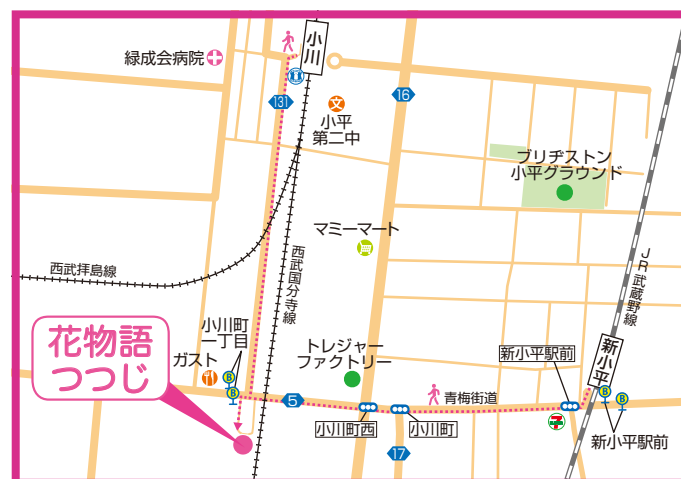 小川
緑成会病院
131
16
文
小平
第二中
ブリヂストン
小平グラウンド
マミーマート
JR武蔵野線
西武拝島線
西武国分寺線
小川町
一丁目
花物語
つつじ
ガスト
トレジャー
ファクトリー
新小平駅前
新小平
B
B
5
青梅街道
B
B
小川町西
小川町
7
新小平駅前
17